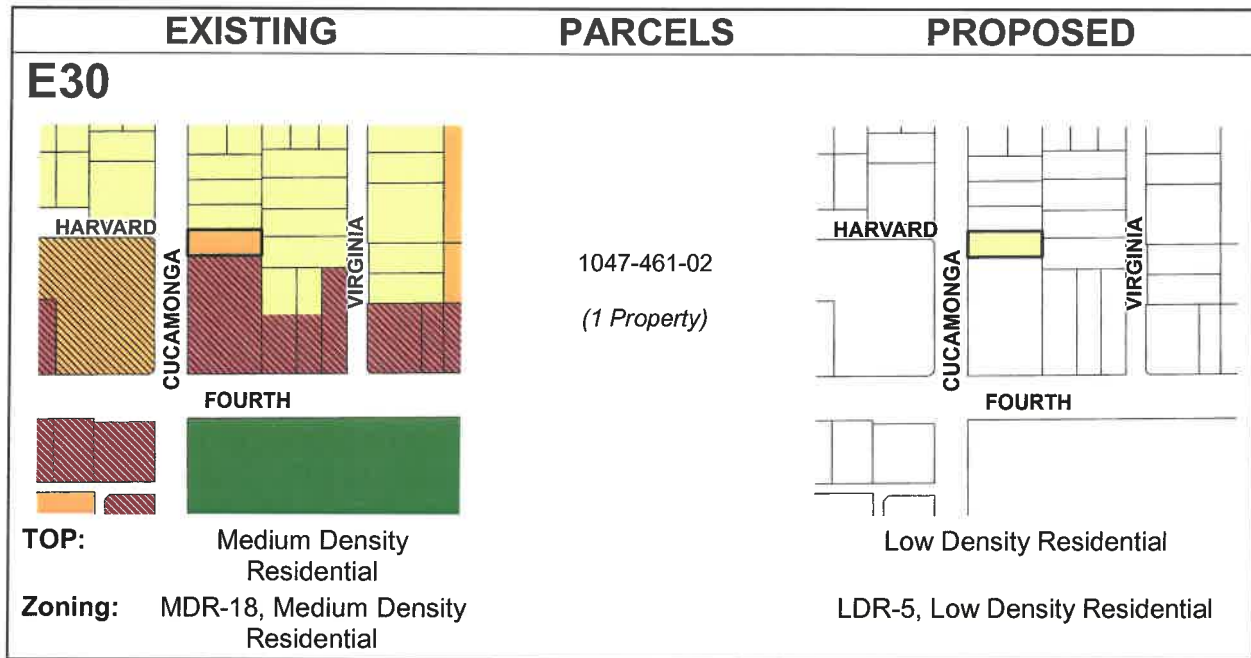 EXISTING PARCELS PROPOSED
E30
HARVARD
CUCAMONGA
VIRGINIA
FOURTH
1047-461-02
(1 Property)
HARVARD
CUCAMONGA
VIRGINIA
FOURTH
TOP: Medium Density
Residential
Low Density Residential
Zoning: MDR-18, Medium Density
Residential
LDR-5, Low Density Residential